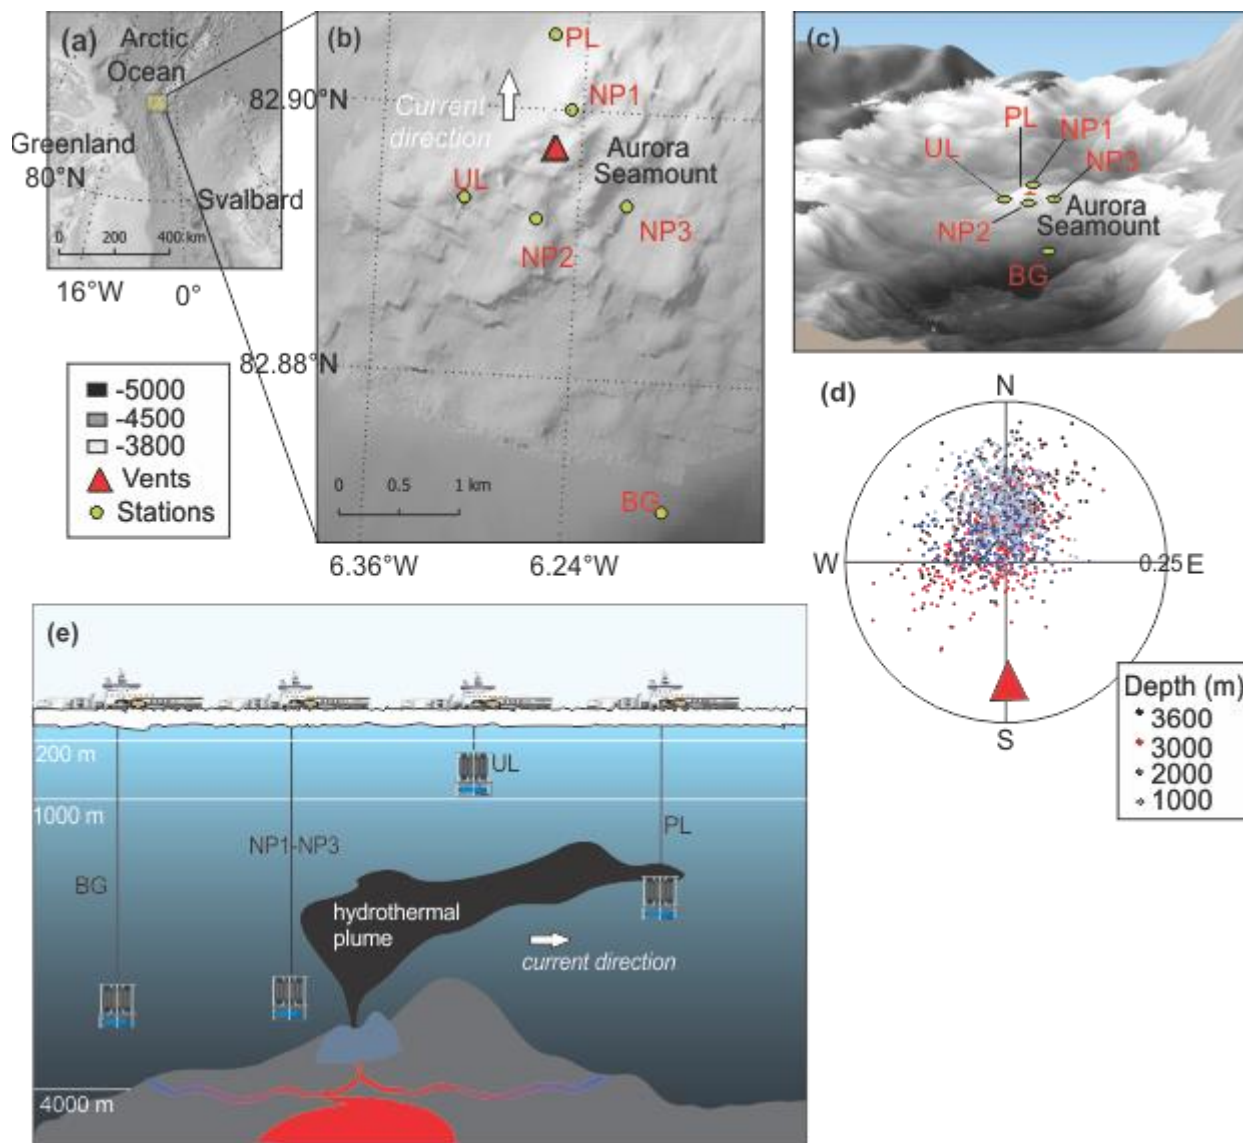 (a)
Arctic
Ocean
Greenland
80°N
Svalbard
0 200 400 km
16°W 0°
-5000
-4500
-3800
Vents
Stations
(b)
PL
82.90°N
NP1
Current
direction
Aurora
Seamount
UL
NP2
NP3
82.88°N
0 0.5 1 km
BG
6.36°W 6.24°W
(c)
PL
NP1
UL
NP3
NP2
Aurora
Seamount
BG
(d)
N
W
0.25
E
S
Depth (m)
3600
3000
2000
1000
(e)
200 m
UL
1000 m
NP1-NP3
PL
BG
hydrothermal
plume
current direction
4000 m